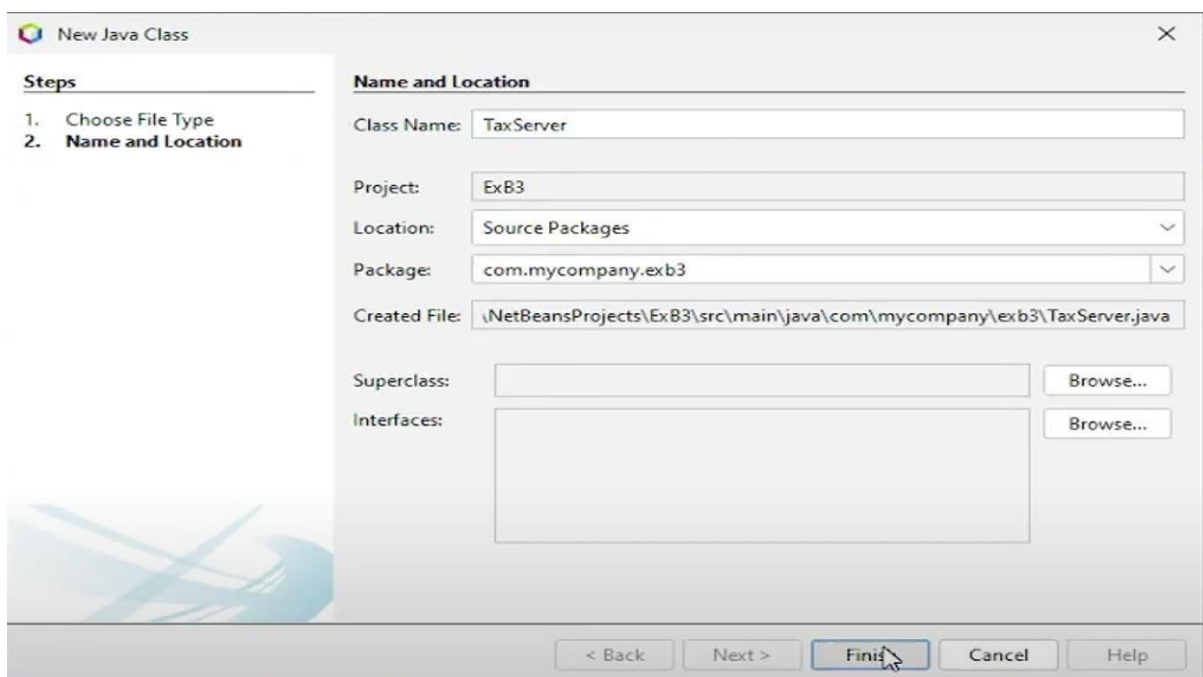 New Java Class
Steps
1. Choose File Type
2. Name and Location
Name and Location
Class Name: TaxServer
Project: ExB3
Location: Source Packages
Package: com.mycompany.exb3
Created File: \NetBeansProjects\ExB3\src\main\java\com\mycompany\exb3\TaxServer.java
Superclass: Browse...
Interfaces: Browse...
< Back Next > Finis Cancel Help